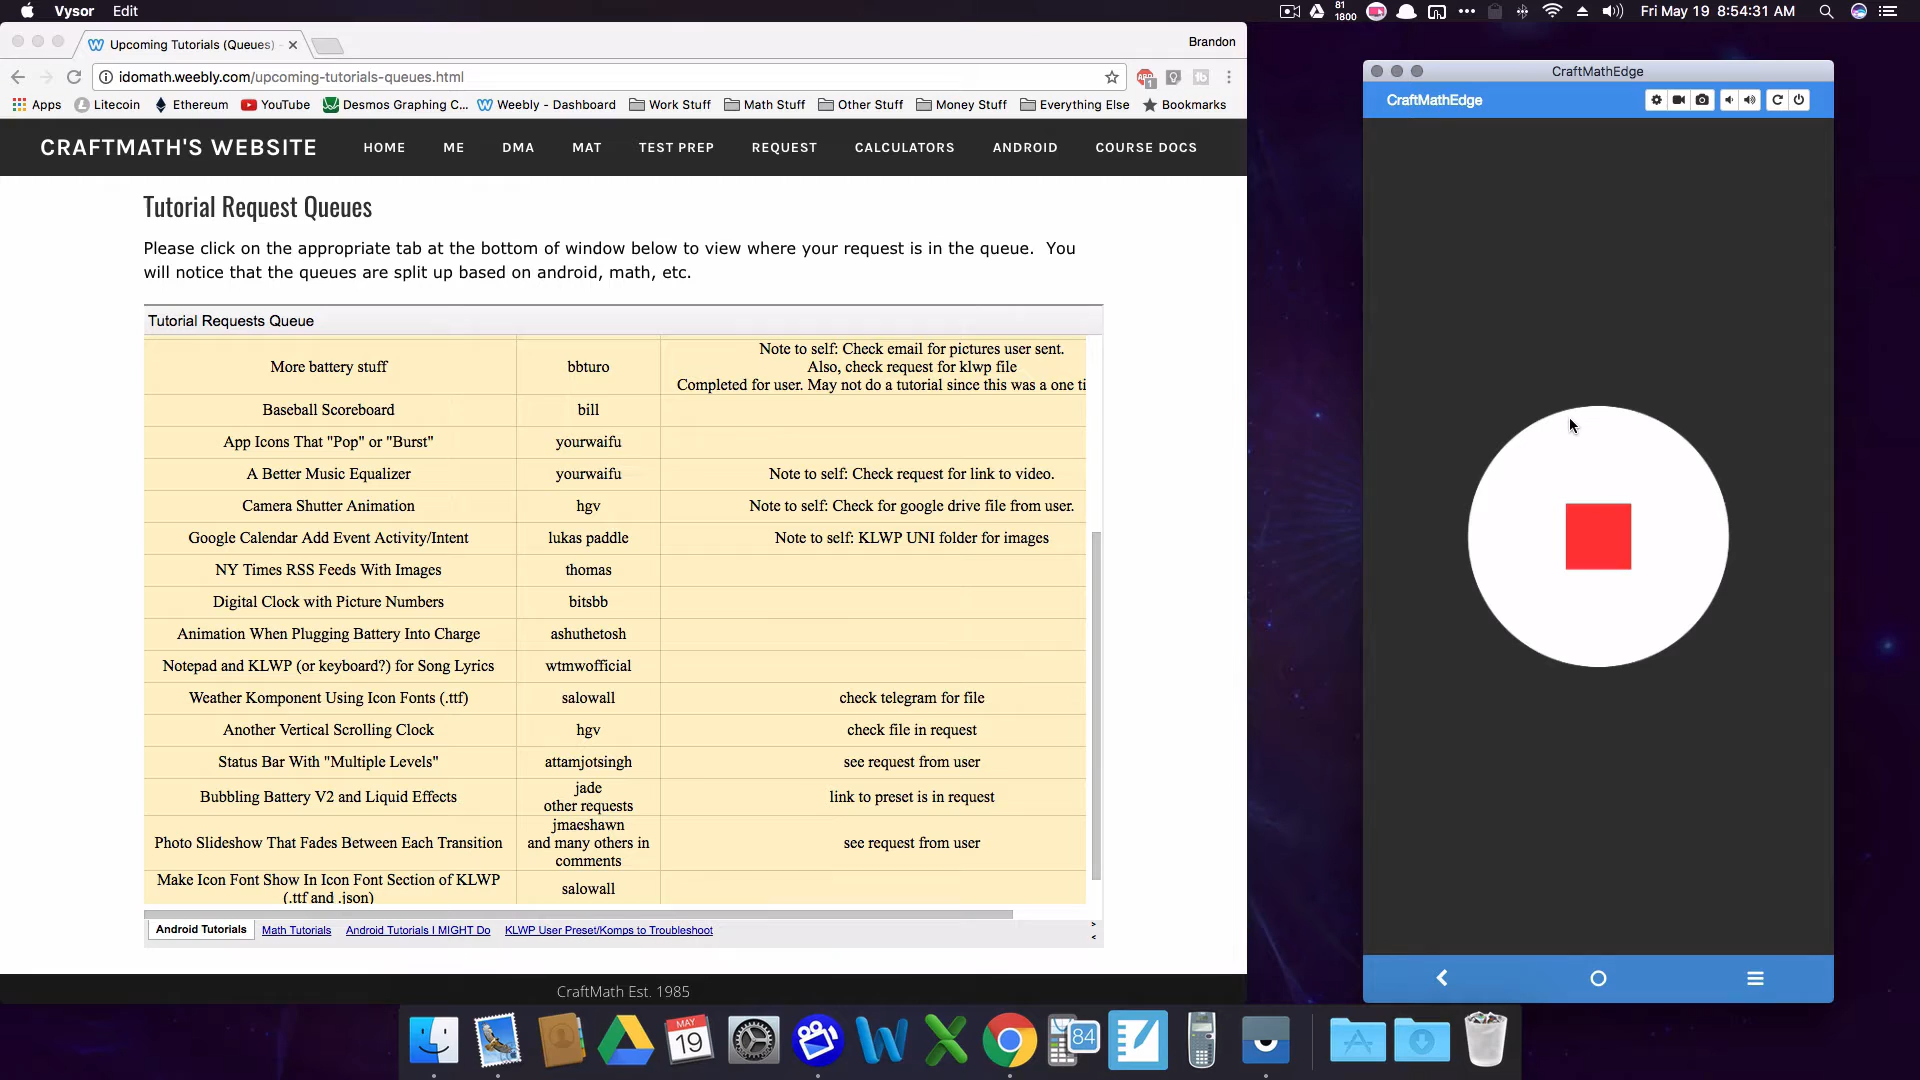 Vysor Edit
81
1800
Fri May 19 8:54:31 AM
Upcoming Tutorials (Queues)
Brandon
idomath.weebly.com/upcoming-tutorials-queues.html
Apps Litecoin Ethereum YouTube Desmos Graphing C... Weebly - Dashboard Work Stuff Math Stuff Other Stuff Money Stuff Everything Else Bookmarks
CRAFTMATH'S WEBSITE HOME ME DMA MAT TEST PREP REQUEST CALCULATORS ANDROID COURSE DOCS
Tutorial Request Queues
Please click on the appropriate tab at the bottom of window below to view where your request is in the queue. You
will notice that the queues are split up based on android, math, etc.
Tutorial Requests Queue
More battery stuff bbturo
Note to self: Check email for pictures user sent.
Also, check request for klwp file
Completed for user. May not do a tutorial since this was a one ti
Baseball Scoreboard bill
App Icons That "Pop" or "Burst" yourwaifu
A Better Music Equalizer yourwaifu Note to self: Check request for link to video.
Camera Shutter Animation hgv Note to self: Check for google drive file from user.
Google Calendar Add Event Activity/Intent lukas paddle Note to self: KLWP UNI folder for images
NY Times RSS Feeds With Images thomas
Digital Clock with Picture Numbers bitsbb
Animation When Plugging Battery Into Charge ashuthetosh
Notepad and KLWP (or keyboard?) for Song Lyrics wtmwofficial
Weather Komponent Using Icon Fonts (.ttf) salowall check telegram for file
Another Vertical Scrolling Clock hgv check file in request
Status Bar With "Multiple Levels" attamjotsingh see request from user
Bubbling Battery V2 and Liquid Effects
jade
other requests
link to preset is in request
Photo Slideshow That Fades Between Each Transition
jmaeshawn
and many others in
comments
see request from user
Make Icon Font Show In Icon Font Section of KLWP
(.ttf and .json)
salowall
Android Tutorials Math Tutorials Android Tutorials I MIGHT Do KLWP User Preset/Komps to Troubleshoot
CraftMath Est. 1985
CraftMathEdge
CraftMathEdge
MAY
19
84